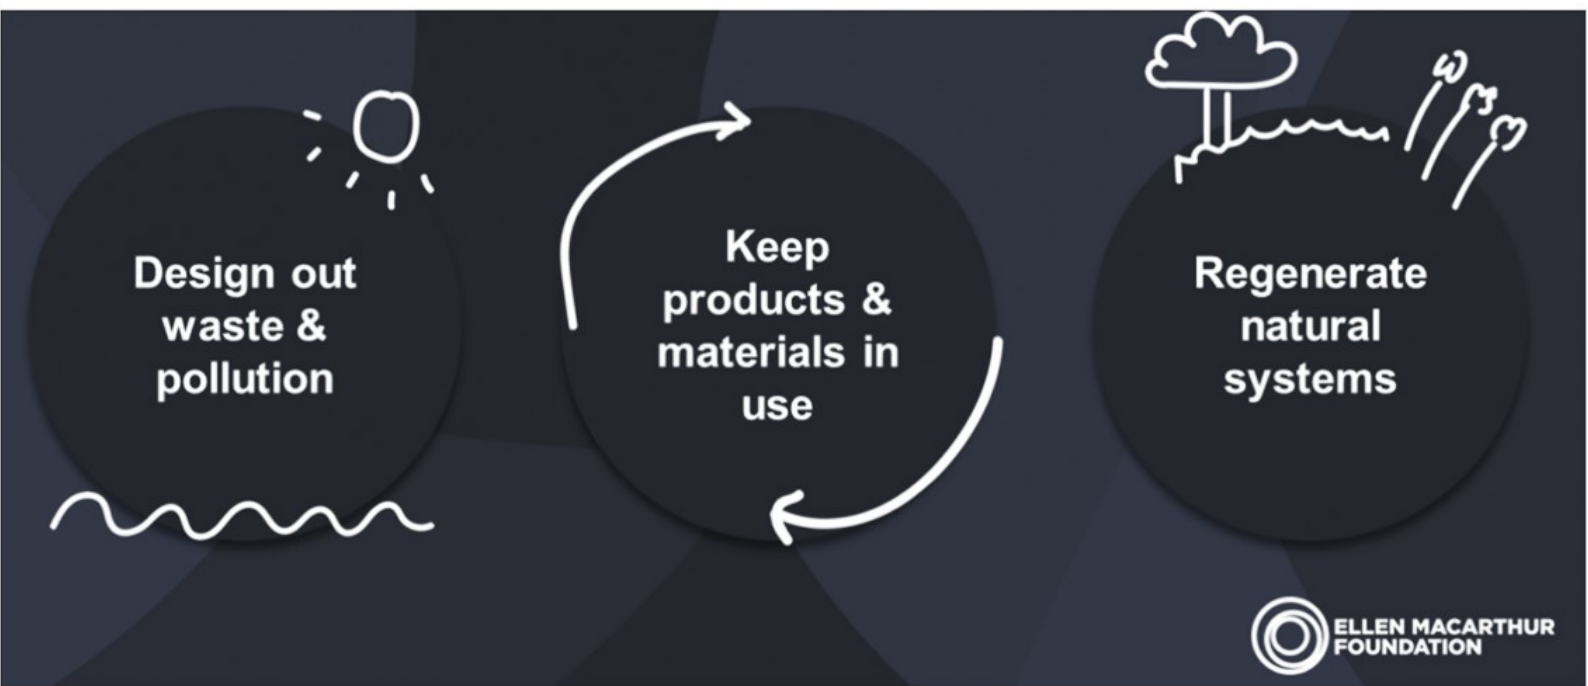 Design out
waste &
pollution
Keep
products &
materials in
use
Regenerate
natural
systems
ELLEN MACARTHUR
FOUNDATION